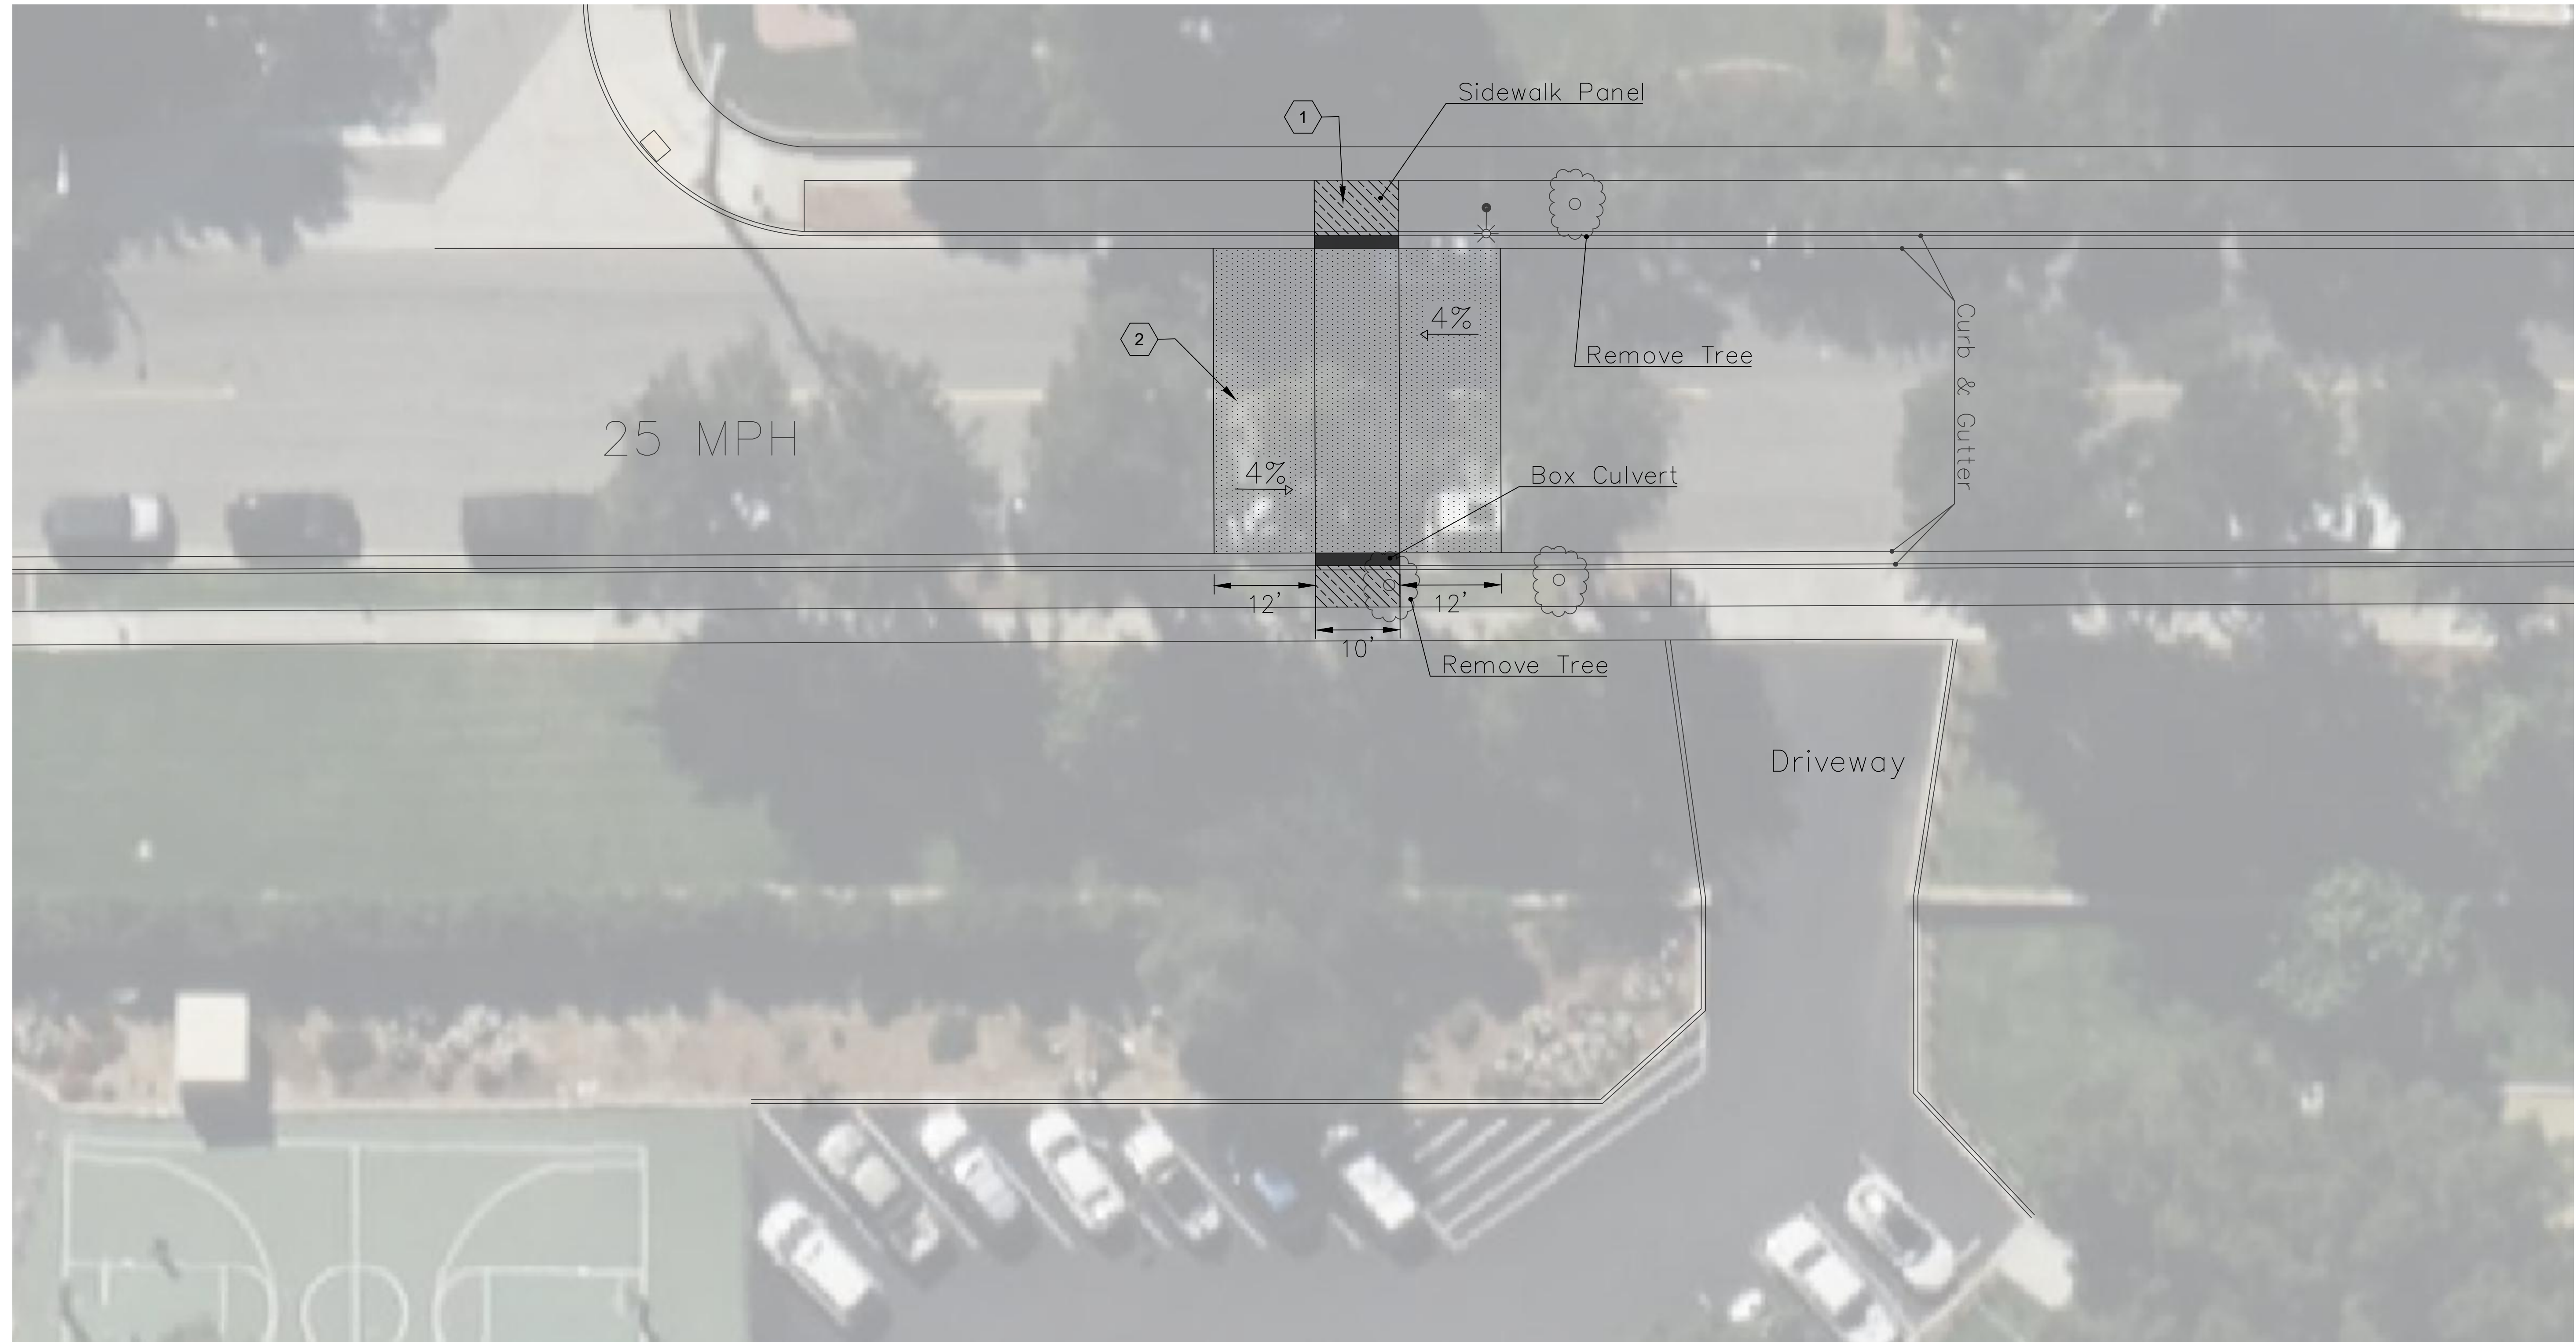 Sidewalk Panel
1
4%
2
Remove Tree
Curb & Gutter
25 MPH
4%
Box Culvert
12'
12'
10'
Remove Tree
Driveway